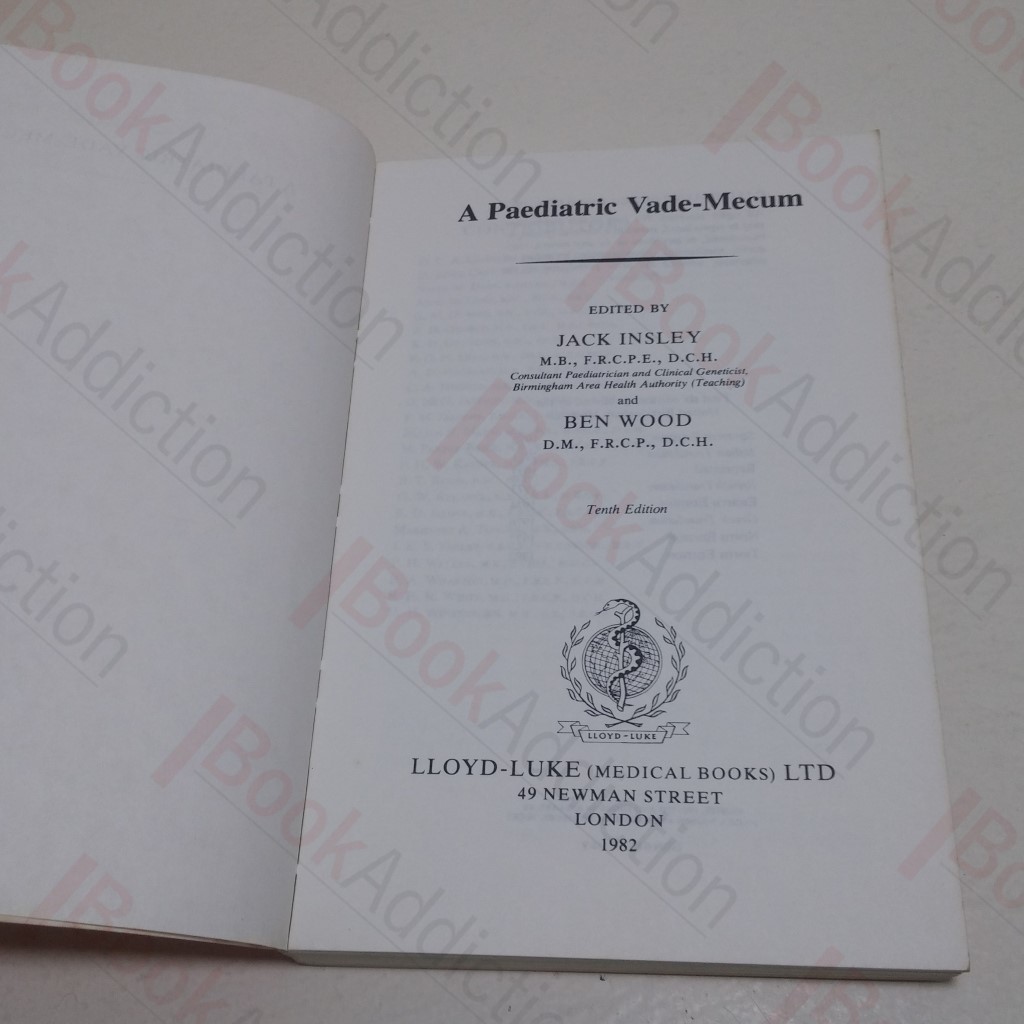 A Paediatric Vade-Mecum
EDITED BY
JACK INSLEY
M.B., F.R.C.P.E., D.C.H.
Consultant Paediatrician and Clinical Geneticist,
Birmingham Area Health Authority (Teaching)
and
BEN WOOD
D.M., F.R.C.P., D.C.H.
Tenth Edition
LLOYD-LUKE
LLOYD-LUKE (MEDICAL BOOKS) LTD
49 NEWMAN STREET
LONDON
1982
BookAddiction